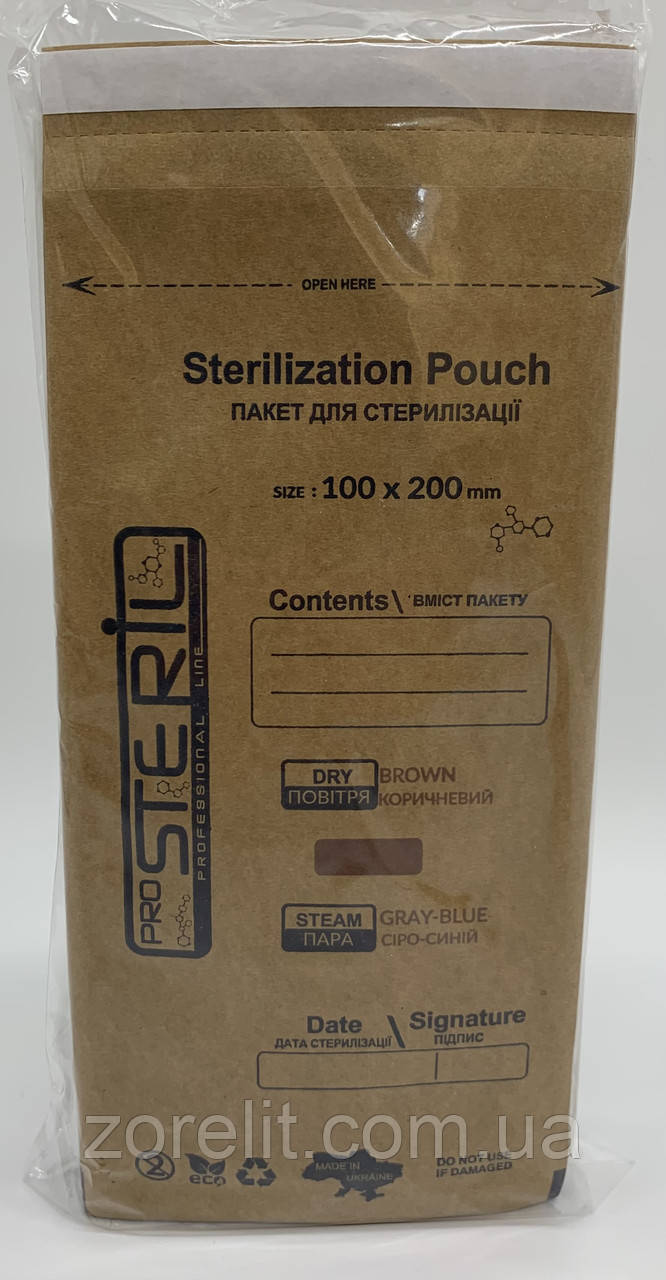 OPEN HERE
Sterilization Pouch
ПАКЕТ ДЛЯ СТЕРИЛІЗАЦІЇ
SIZE : 100 x 200 mm
PRO STERIL
PROFESSIONAL LINE
Contents \ ВМІСТ ПАКЕТУ
DRY BROWN
ПОВІТРЯ КОРИЧНЕВИЙ
STEAM GRAY-BLUE
ПАРА СІРО-СИНІЙ
Date \ Signature
ДАТА СТЕРИЛІЗАЦІЇ ПІДПИС
zorelit.com.ua
2
eco
MADE IN
UKRAINE
DO NOT USE
IF DAMAGED